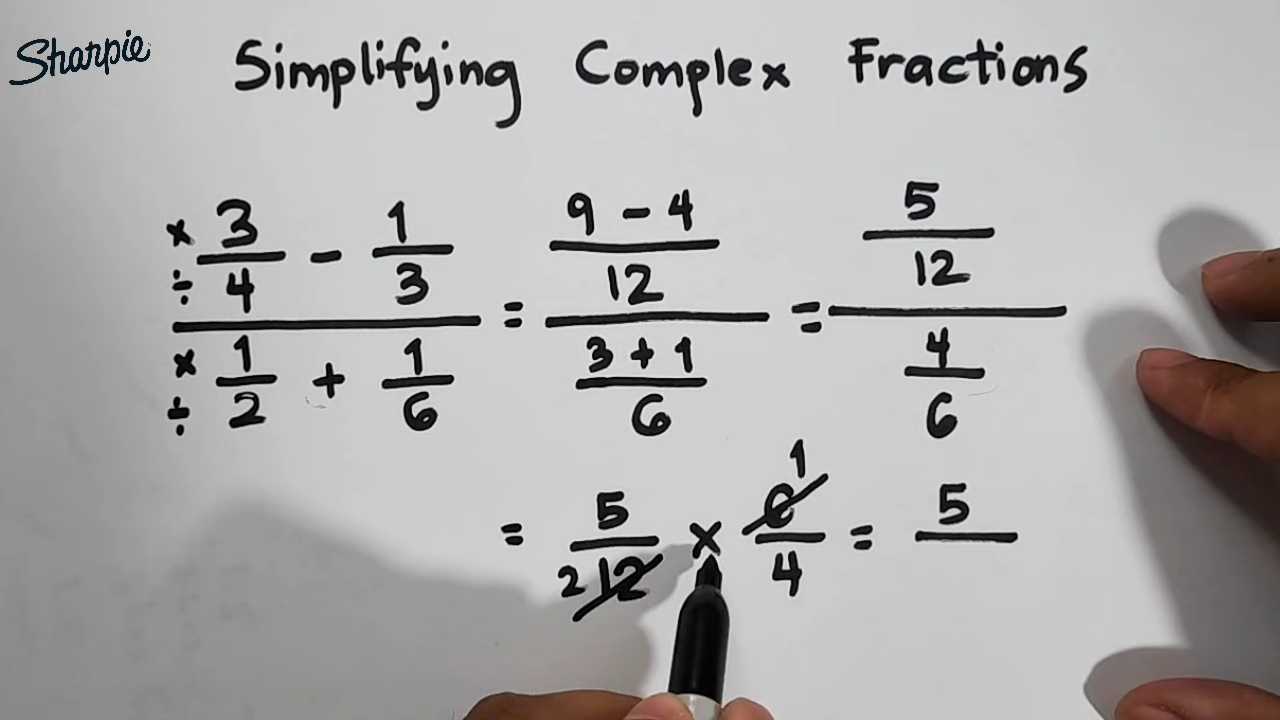 Sharpie
Simplifying Complex Fractions
× 3 − 1 9 − 4 5
÷ 4 3 12 12
= =
× 1 + 1 3 + 1 4
÷ 2 6 6 6
1
= 5 × 6 = 5
2 12 4